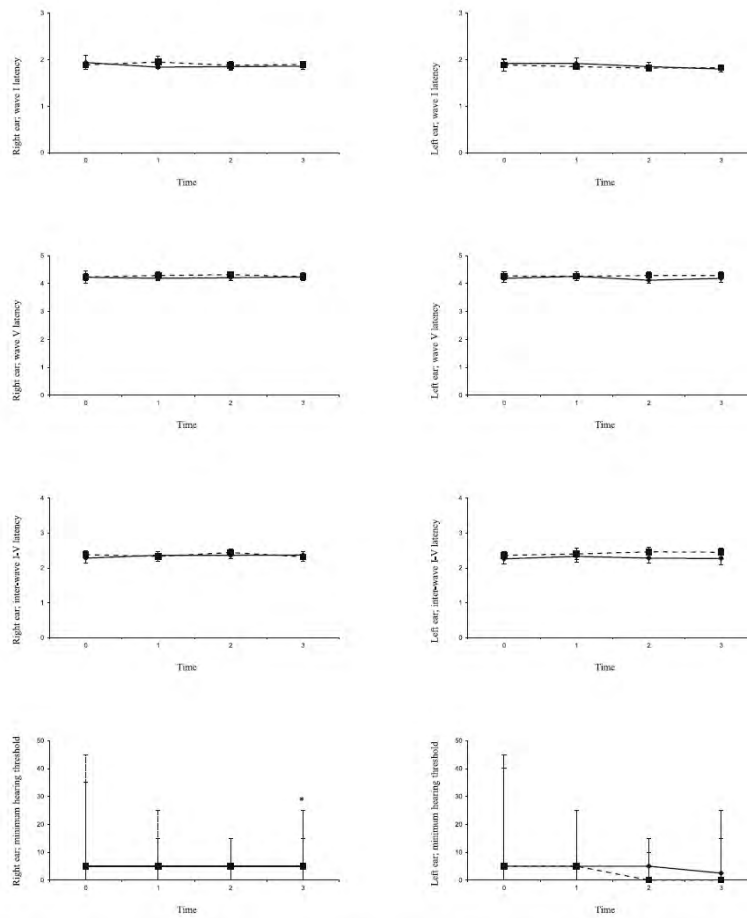 Right ear; wave I latency
3
2
1
0
0 1 2 3
Time
Left ear; wave I latency
3
2
1
0
0 1 2 3
Time
Right ear; wave V latency
5
4
3
2
1
0
0 1 2 3
Time
Left ear; wave V latency
5
4
3
2
1
0
0 1 2 3
Time
Right ear; inter-wave I-V latency
4
3
2
1
0
0 1 2 3
Time
Left ear; inter-wave I-V latency
4
3
2
1
0
0 1 2 3
Time
Right ear; minimum hearing threshold
50
40
30
20
10
0
*
0 1 2 3
Time
Left ear; minimum hearing threshold
50
40
30
20
10
0
0 1 2 3
Time